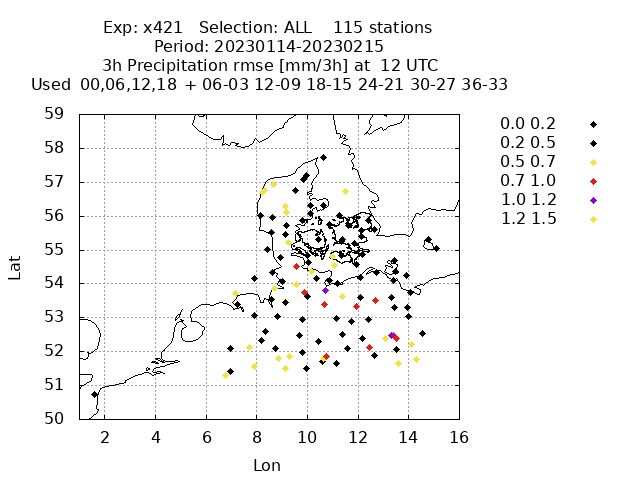 Exp: x421 Selection: ALL 115 stations
Period: 20230114-20230215
3h Precipitation rmse [mm/3h] at 12 UTC
Used 00,06,12,18 + 06-03 12-09 18-15 24-21 30-27 36-33
59
58
57
56
55
54
53
52
51
50
Lat
2 4 6 8 10 12 14 16
Lon
0.0 0.2
0.2 0.5
0.5 0.7
0.7 1.0
1.0 1.2
1.2 1.5